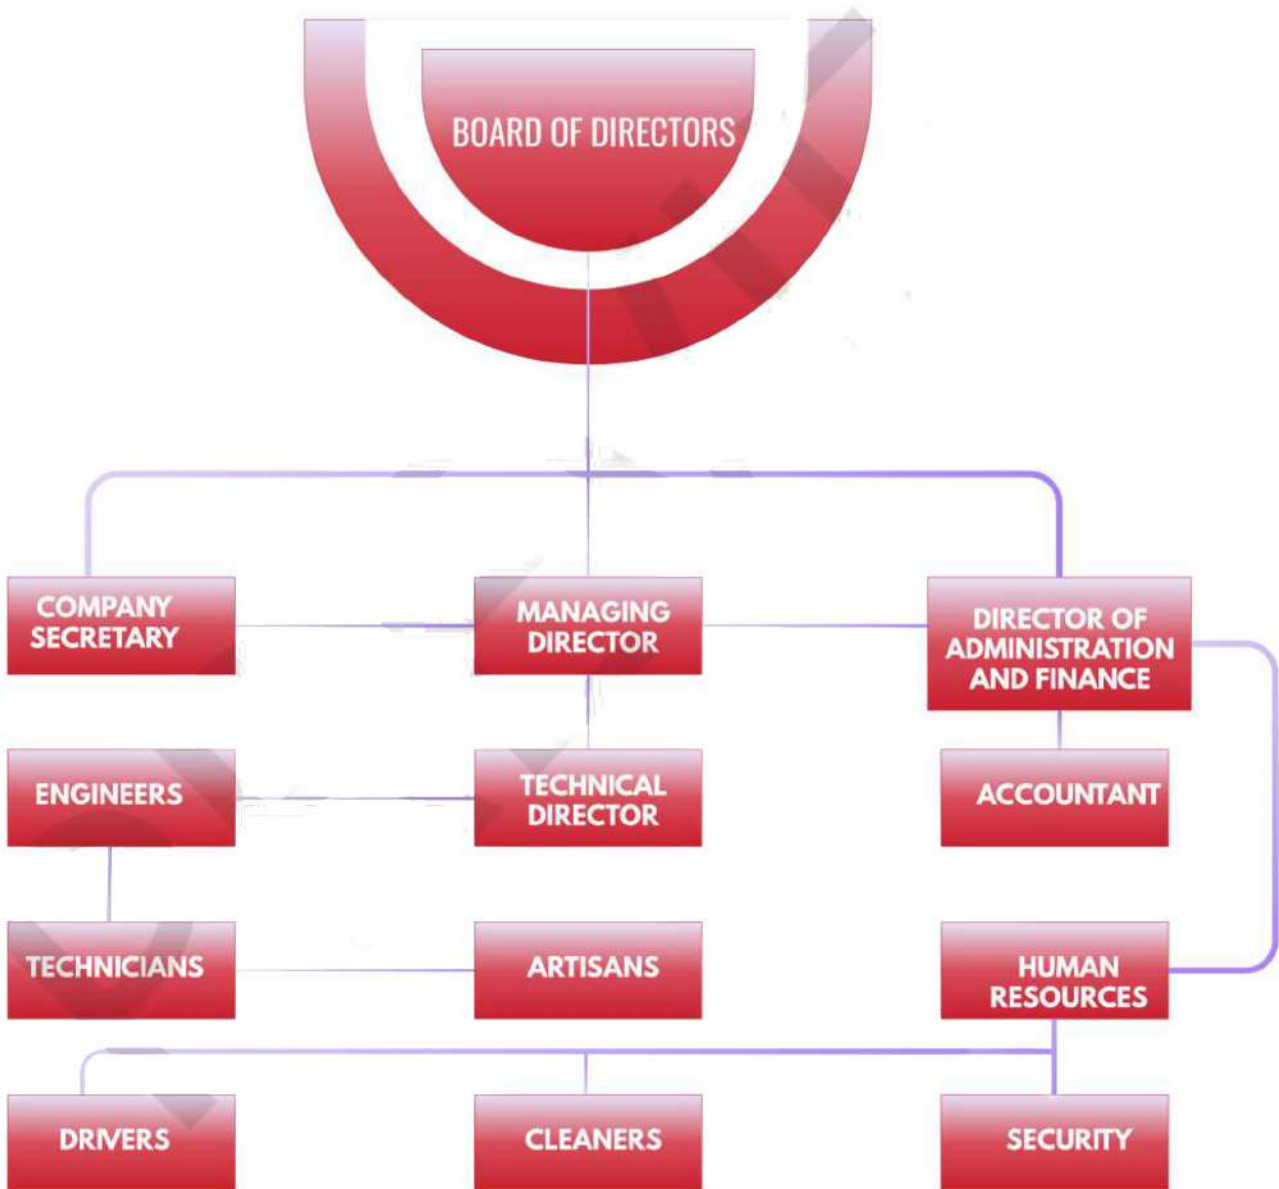 BOARD OF DIRECTORS
COMPANY
SECRETARY
MANAGING
DIRECTOR
DIRECTOR OF
ADMINISTRATION
AND FINANCE
ENGINEERS
TECHNICAL
DIRECTOR
ACCOUNTANT
TECHNICIANS
ARTISANS
HUMAN
RESOURCES
DRIVERS
CLEANERS
SECURITY